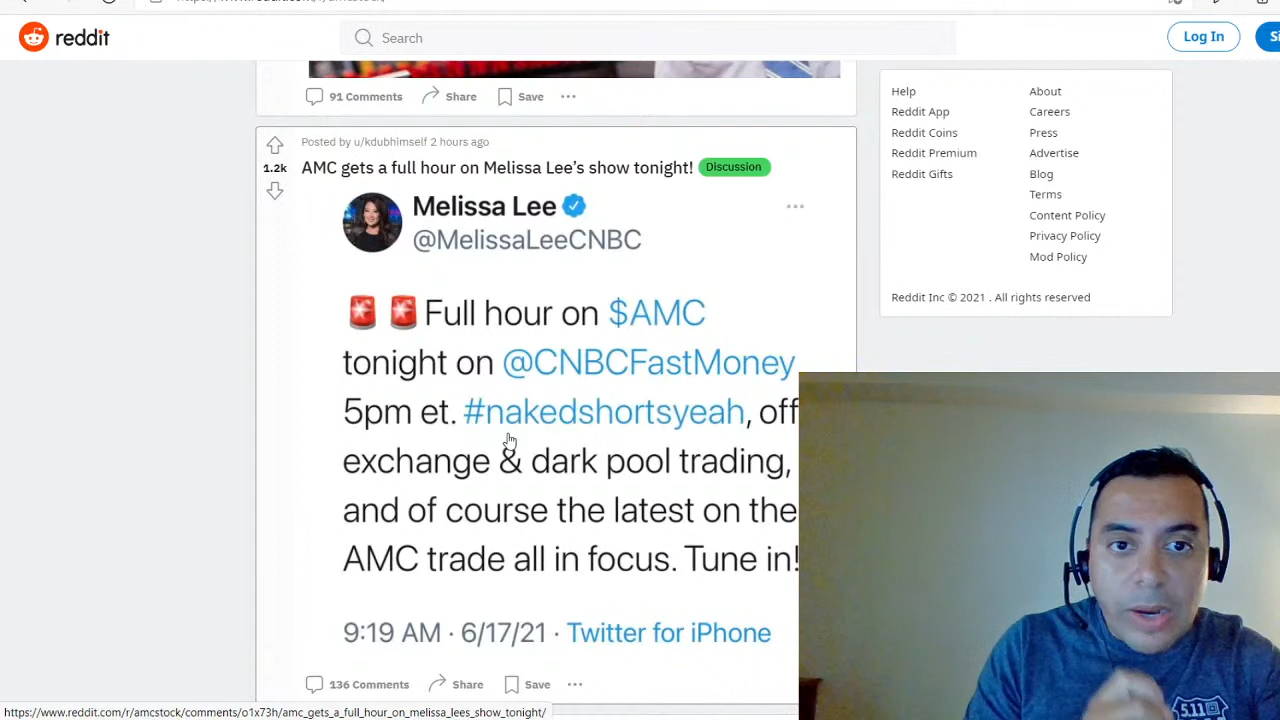 reddit
Search
Log In
91 Comments
Share
Save
Posted by u/kdubhimself 2 hours ago
1.2k
AMC gets a full hour on Melissa Lee's show tonight!
Discussion
Melissa Lee
@MelissaLeeCNBC
🚨🚨Full hour on $AMC
tonight on @CNBCFastMoney
5pm et. #nakedshortsyeah, off
exchange & dark pool trading,
and of course the latest on the
AMC trade all in focus. Tune in!
9:19 AM · 6/17/21 · Twitter for iPhone
136 Comments
Share
Save
Help
About
Reddit App
Careers
Reddit Coins
Press
Reddit Premium
Advertise
Reddit Gifts
Blog
Terms
Content Policy
Privacy Policy
Mod Policy
Reddit Inc © 2021 . All rights reserved
5.11
https://www.reddit.com/r/amcstock/comments/o1x73h/amc_gets_a_full_hour_on_melissa_lees_show_tonight/